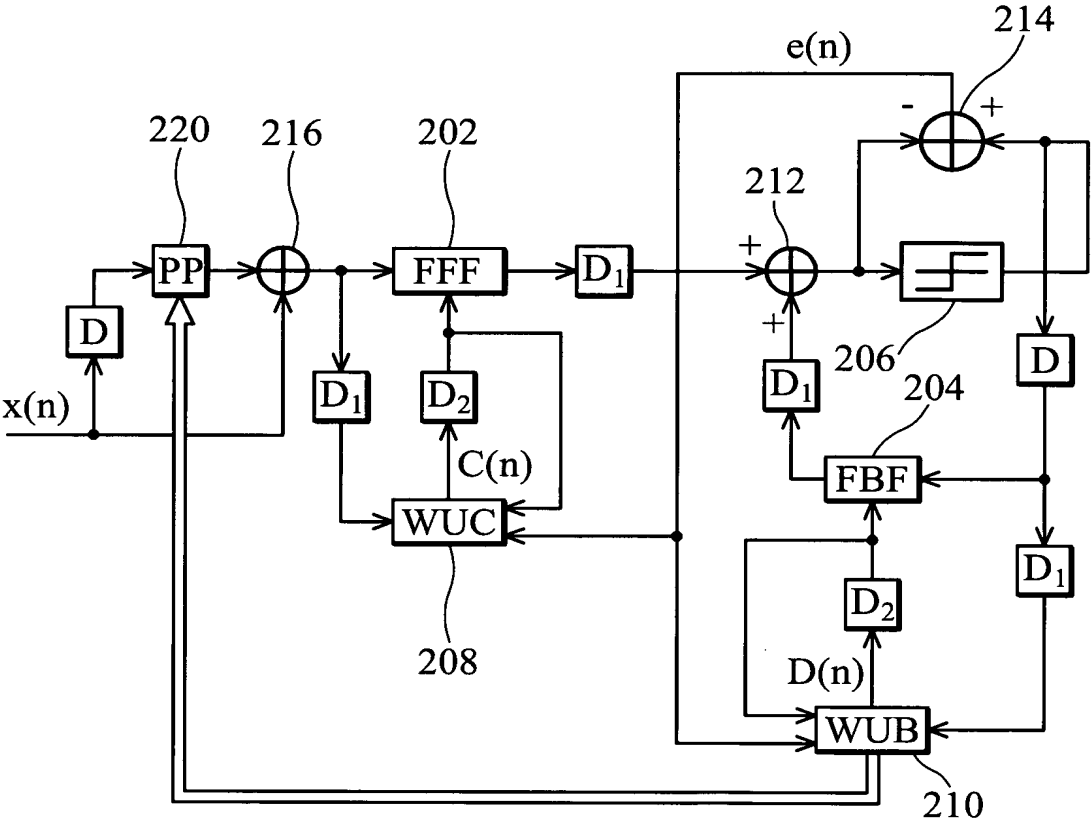 214
e(n)
- +
220 216 202
212
PP
FFF
D₁
+
D
206
+
D
x(n)
D₁
D₂
D₁
204
C(n)
FBF
WUC
D₁
D₂
208
D(n)
WUB
210